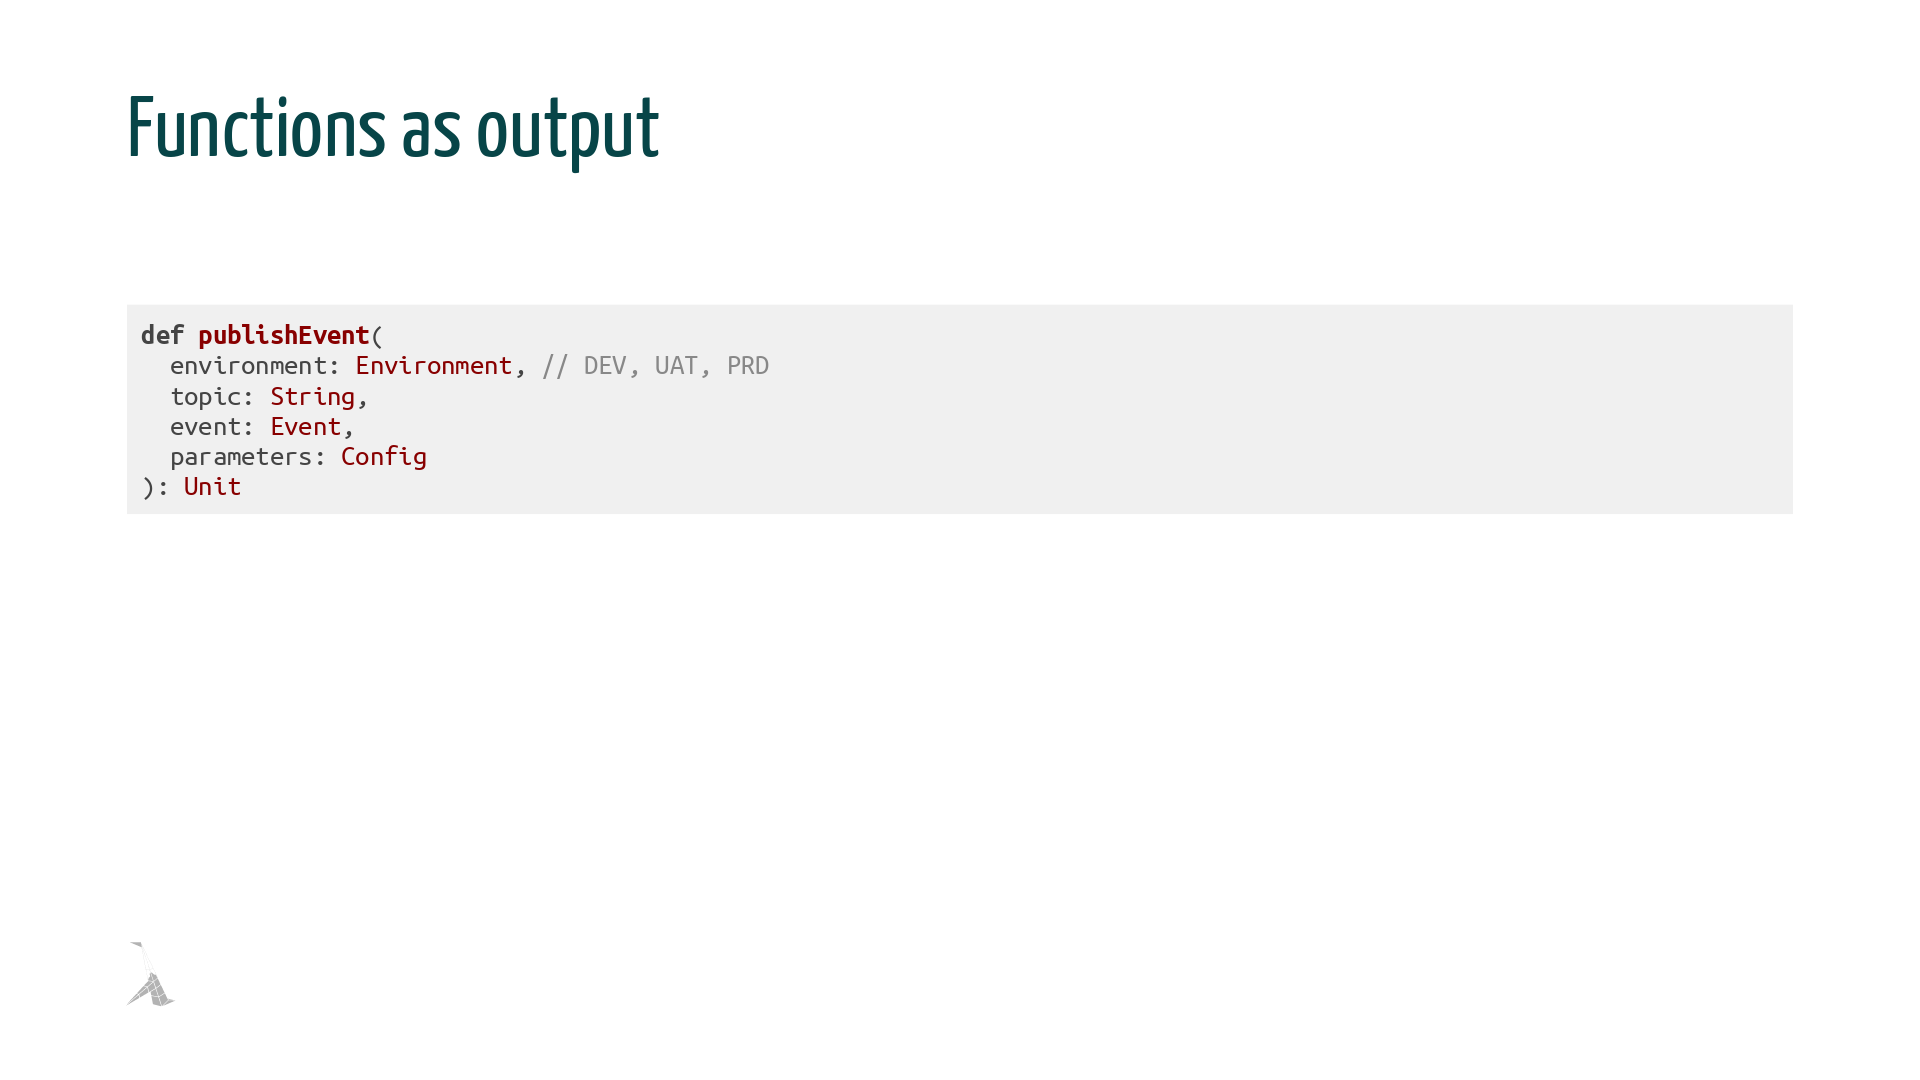 Functions as output
def publishEvent(
  environment: Environment, // DEV, UAT, PRD
  topic: String,
  event: Event,
  parameters: Config
): Unit